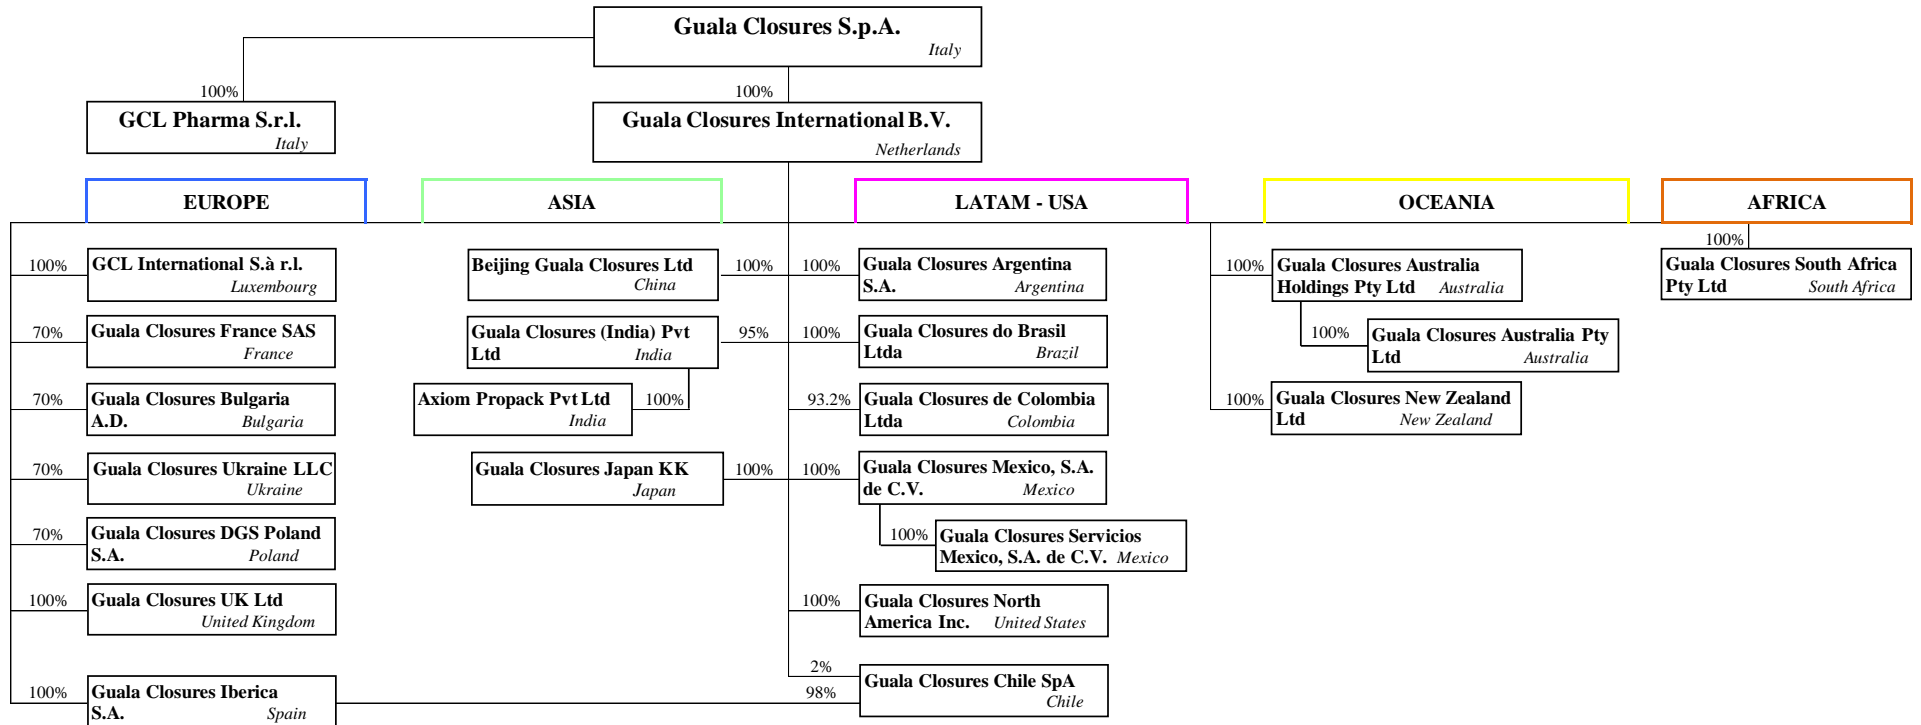 Guala Closures S.p.A.
Italy
100%
100%
GCL Pharma S.r.l.
Italy
Guala Closures International B.V.
Netherlands
EUROPE
ASIA
LATAM - USA
OCEANIA
AFRICA
100%
GCL International S.à r.l.
Luxembourg
70%
Guala Closures France SAS
France
70%
Guala Closures Bulgaria
A.D. Bulgaria
70%
Guala Closures Ukraine LLC
Ukraine
70%
Guala Closures DGS Poland
S.A. Poland
100%
Guala Closures UK Ltd
United Kingdom
100%
Guala Closures Iberica
S.A. Spain
Beijing Guala Closures Ltd
China
100%
Guala Closures (India) Pvt
Ltd India
95%
Axiom Propack Pvt Ltd
India
100%
Guala Closures Japan KK
Japan
100%
100%
Guala Closures Argentina
S.A. Argentina
100%
Guala Closures do Brasil
Ltda Brazil
93.2%
Guala Closures de Colombia
Ltda Colombia
100%
Guala Closures Mexico, S.A.
de C.V. Mexico
100%
Guala Closures Servicios
Mexico, S.A. de C.V. Mexico
100%
Guala Closures North
America Inc. United States
2%
98%
Guala Closures Chile SpA
Chile
100%
Guala Closures Australia
Holdings Pty Ltd Australia
100%
Guala Closures Australia Pty
Ltd Australia
100%
Guala Closures New Zealand
Ltd New Zealand
100%
Guala Closures South Africa
Pty Ltd South Africa